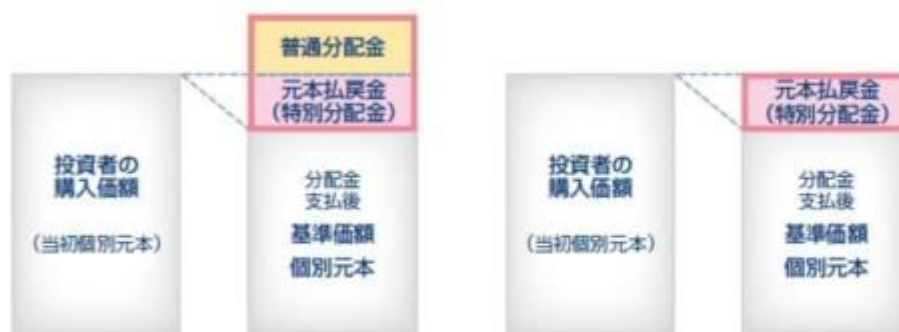 普通分配金
元本払戻金
（特別分配金）
投資者の
購入価額
（当初個別元本）
分配金
支払後
基準価額
個別元本
元本払戻金
（特別分配金）
投資者の
購入価額
（当初個別元本）
分配金
支払後
基準価額
個別元本